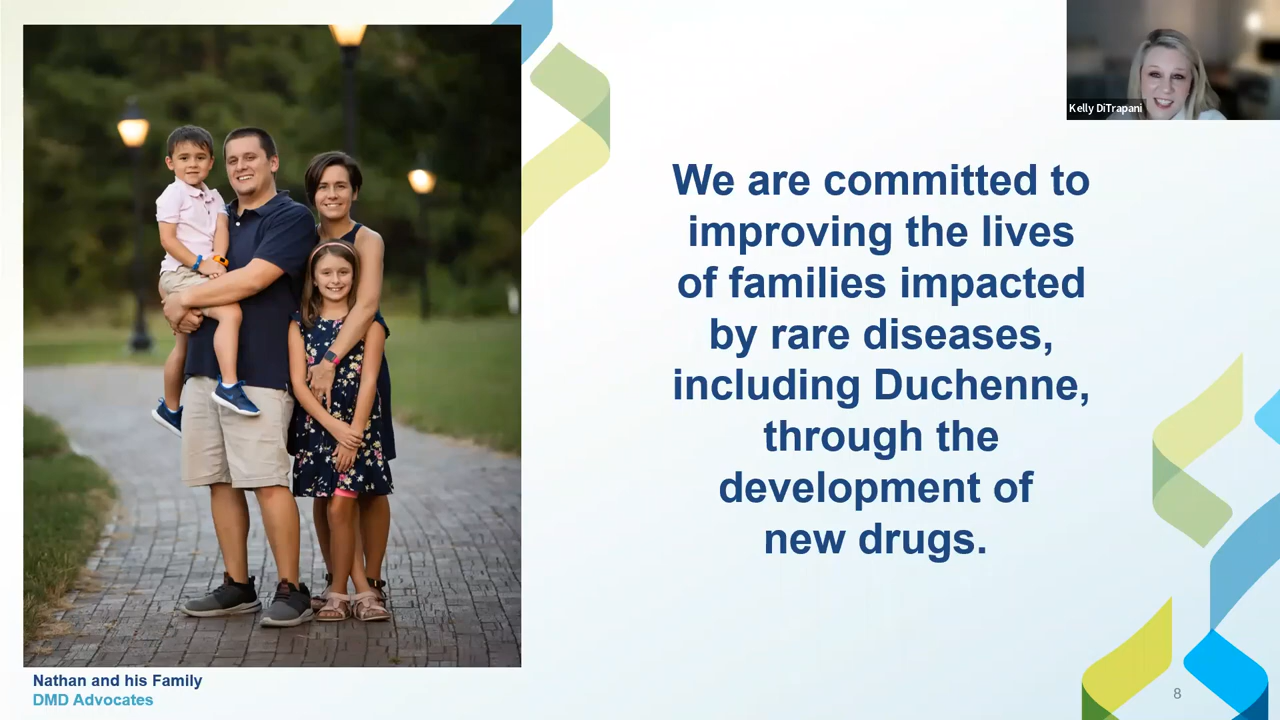 Kelly DiTrapani
We are committed to
improving the lives
of families impacted
by rare diseases,
including Duchenne,
through the
development of
new drugs.
Nathan and his Family
DMD Advocates
8